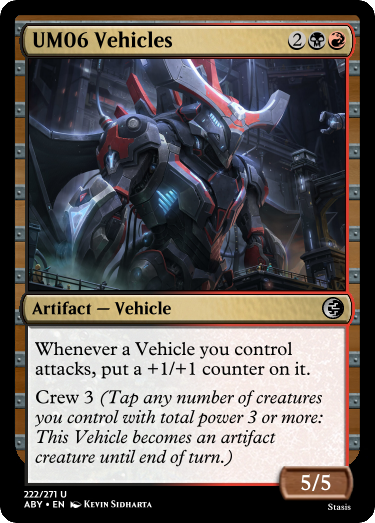 UM06 Vehicles 2
Artifact — Vehicle
Whenever a Vehicle you control
attacks, put a +1/+1 counter on it.
Crew 3 (Tap any number of creatures
you control with total power 3 or more:
This Vehicle becomes an artifact
creature until end of turn.)
5/5
222/271 U
ABY • EN Kevin Sidharta
Stasis